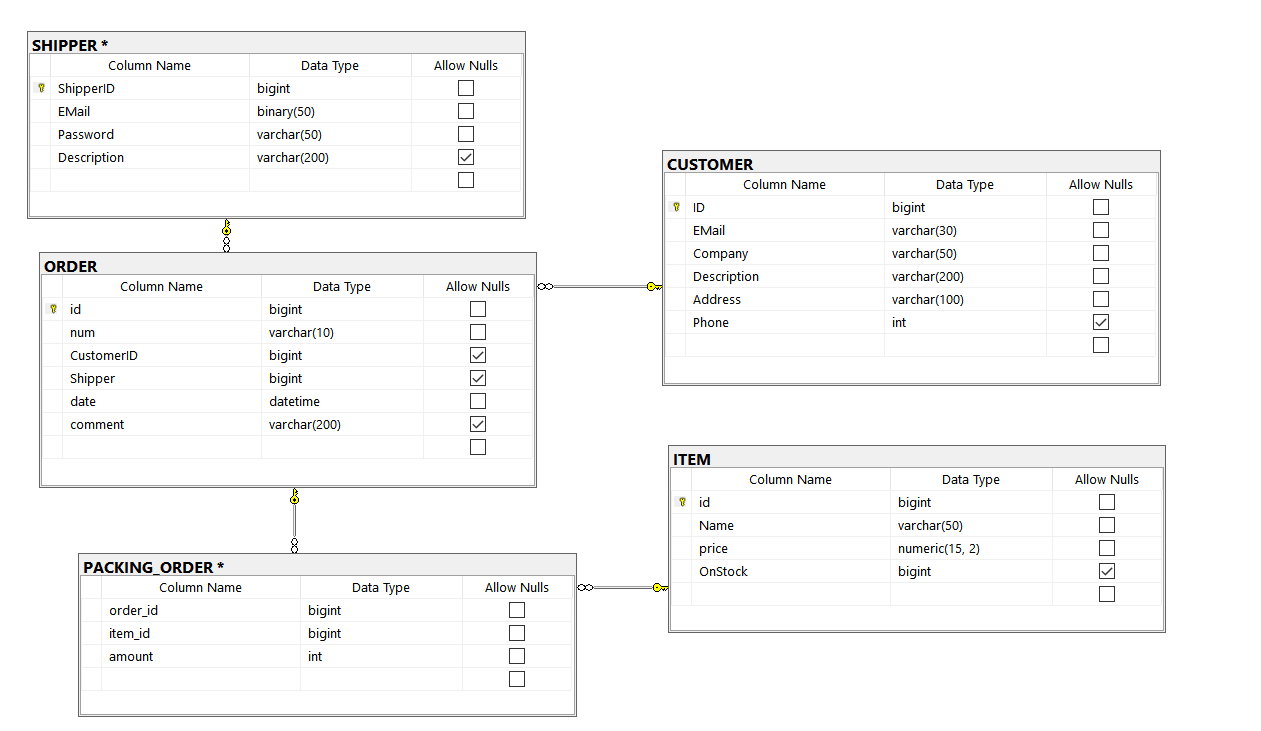 SHIPPER *
Column Name Data Type Allow Nulls
ShipperID bigint
EMail binary(50)
Password varchar(50)
Description varchar(200)
CUSTOMER
Column Name Data Type Allow Nulls
ID bigint
EMail varchar(30)
Company varchar(50)
Description varchar(200)
Address varchar(100)
Phone int
ORDER
Column Name Data Type Allow Nulls
id bigint
num varchar(10)
CustomerID bigint
Shipper bigint
date datetime
comment varchar(200)
ITEM
Column Name Data Type Allow Nulls
id bigint
Name varchar(50)
price numeric(15, 2)
OnStock bigint
PACKING_ORDER *
Column Name Data Type Allow Nulls
order_id bigint
item_id bigint
amount int